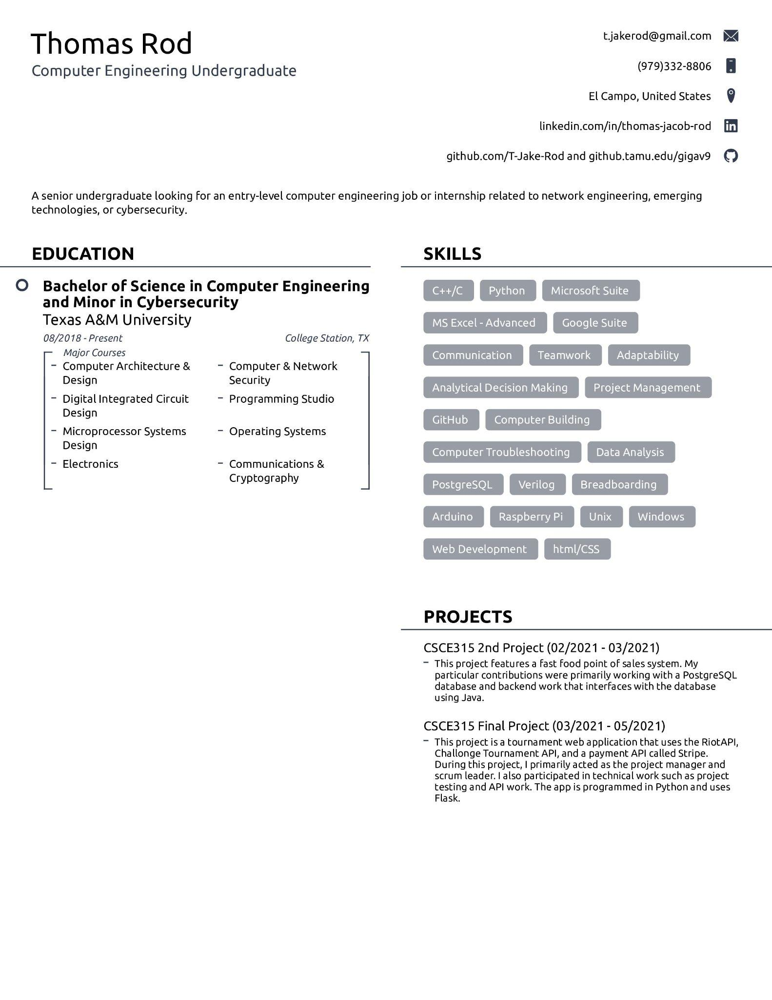 Thomas Rod
Computer Engineering Undergraduate
t.jakerod@gmail.com
(979)332-8806
El Campo, United States
linkedin.com/in/thomas-jacob-rod
github.com/T-Jake-Rod and github.tamu.edu/gigav9
A senior undergraduate looking for an entry-level computer engineering job or internship related to network engineering, emerging
technologies, or cybersecurity.
EDUCATION
Bachelor of Science in Computer Engineering
and Minor in Cybersecurity
Texas A&M University
08/2018 - Present
College Station, TX
Major Courses
– Computer Architecture &
Design
– Computer & Network
Security
– Digital Integrated Circuit
Design
– Programming Studio
– Microprocessor Systems
Design
– Operating Systems
– Electronics
– Communications &
Cryptography
SKILLS
C++/C Python Microsoft Suite
MS Excel - Advanced Google Suite
Communication Teamwork Adaptability
Analytical Decision Making Project Management
GitHub Computer Building
Computer Troubleshooting Data Analysis
PostgreSQL Verilog Breadboarding
Arduino Raspberry Pi Unix Windows
Web Development html/CSS
PROJECTS
CSCE315 2nd Project (02/2021 - 03/2021)
– This project features a fast food point of sales system. My
particular contributions were primarily working with a PostgreSQL
database and backend work that interfaces with the database
using Java.
CSCE315 Final Project (03/2021 - 05/2021)
– This project is a tournament web application that uses the RiotAPI,
Challonge Tournament API, and a payment API called Stripe.
During this project, I primarily acted as the project manager and
scrum leader. I also participated in technical work such as project
testing and API work. The app is programmed in Python and uses
Flask.